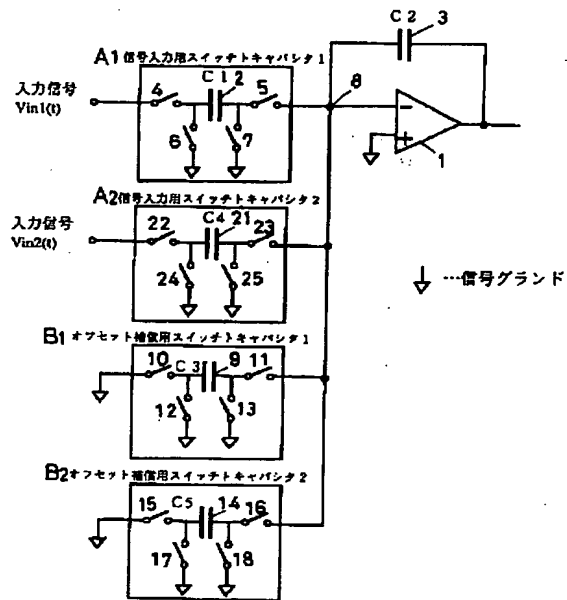 C2 3
A1 信号入力用スイッチトキャパシタ1
入力信号
Vin1(t)
4 C1 2 5 8
6 7
− +
1
A2 信号入力用スイッチトキャパシタ2
入力信号
Vin2(t)
22 C4 21 23
24 25
…信号グランド
B1 オフセット補償用スイッチトキャパシタ1
10 C3 9 11
12 13
B2 オフセット補償用スイッチトキャパシタ2
15 C5 14 16
17 18